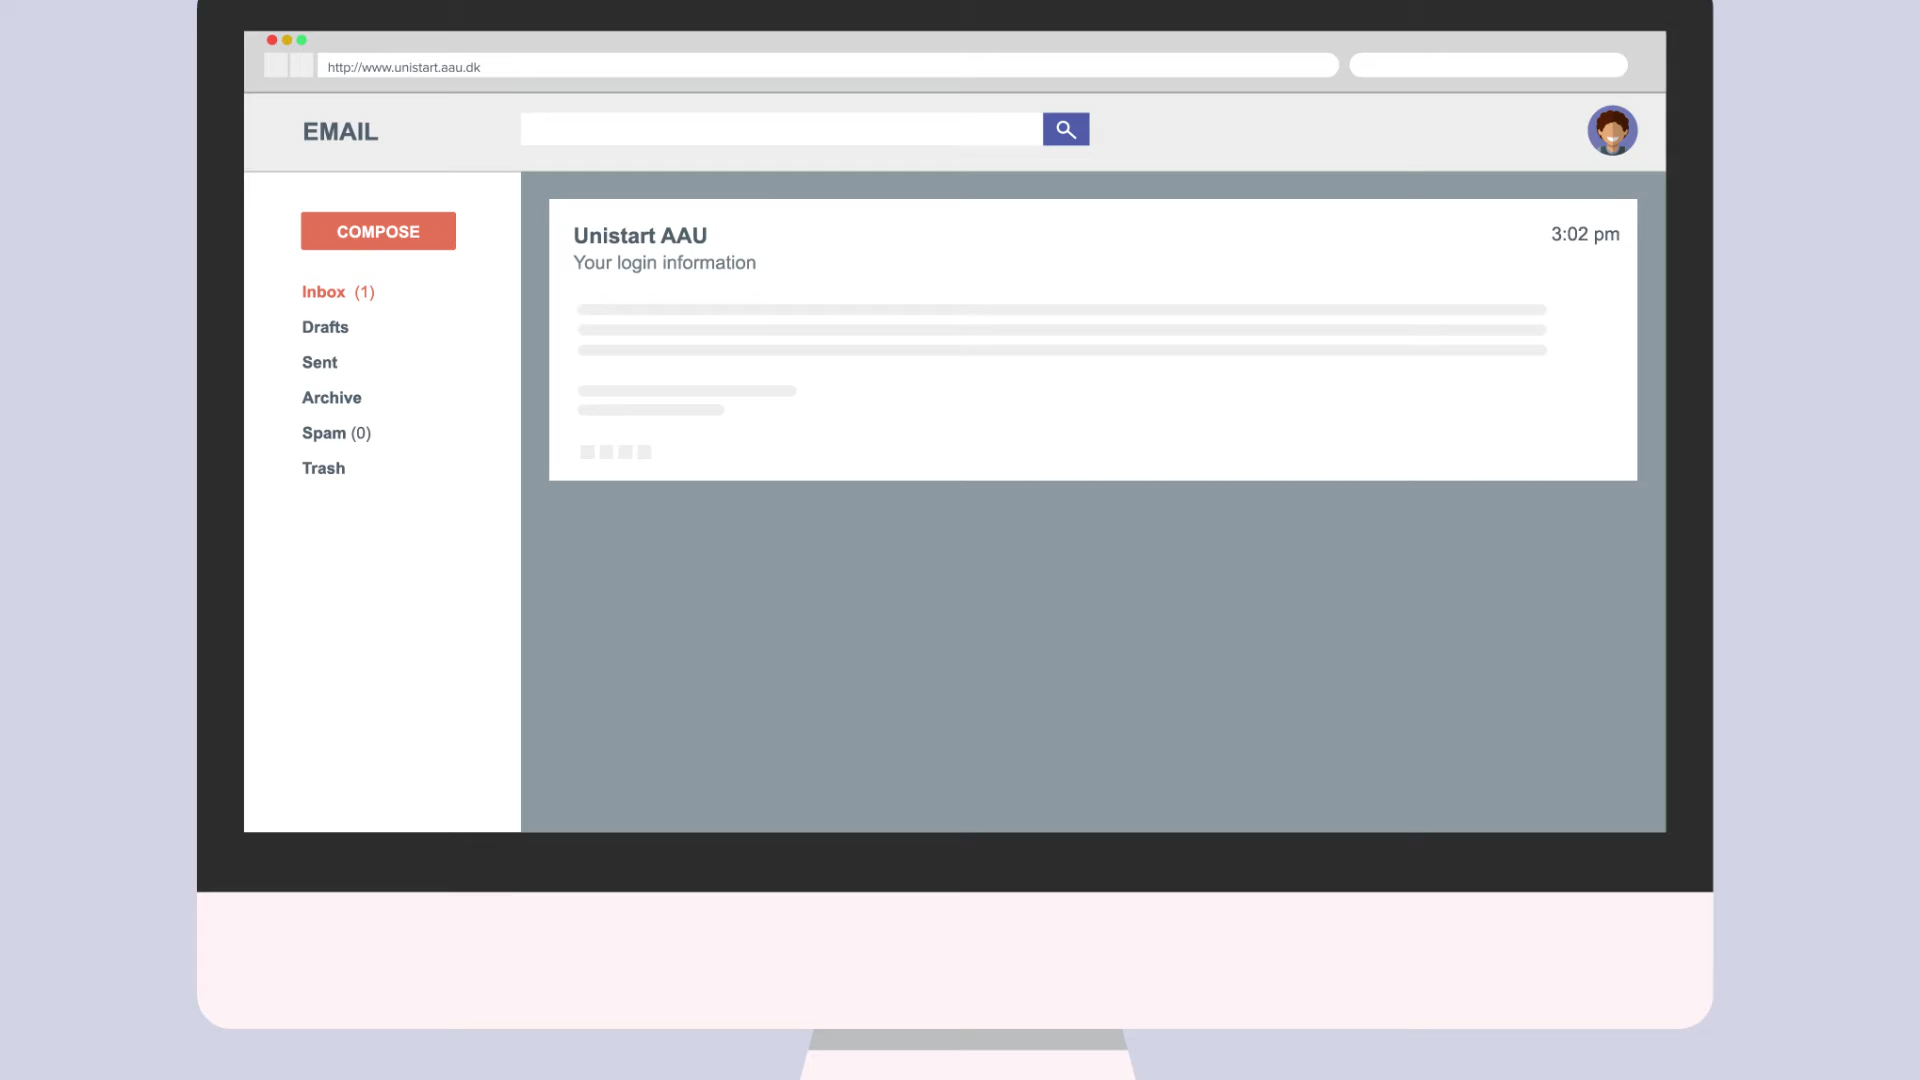 http://www.unistart.aau.dk
EMAIL
COMPOSE
Inbox (1)
Drafts
Sent
Archive
Spam (0)
Trash
Unistart AAU
3:02 pm
Your login information